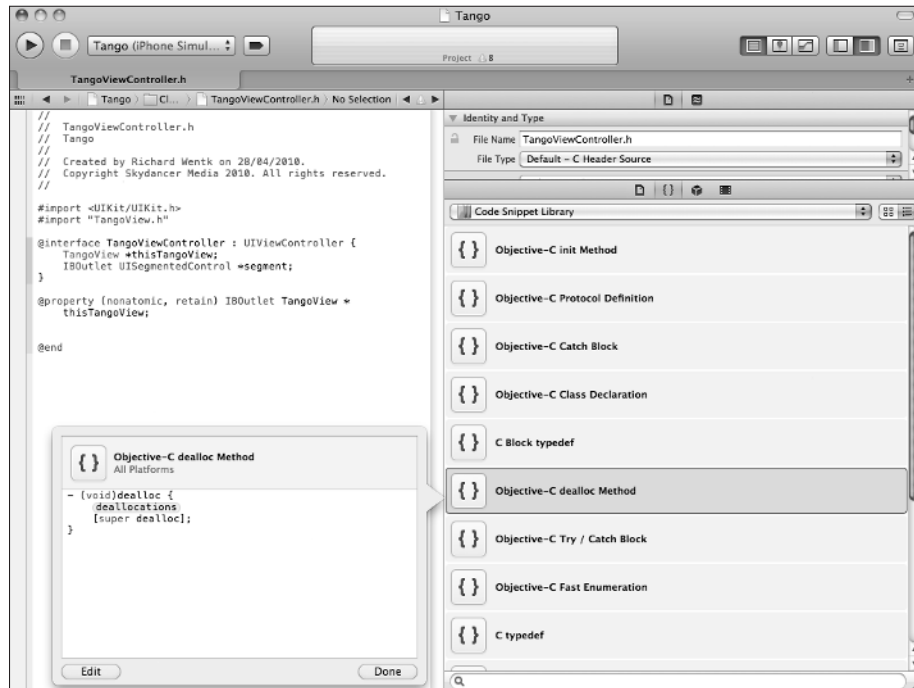 Tango
Tango (iPhone Simul...
Project 8
TangoViewController.h
Tango
Cl...
TangoViewController.h
No Selection
//
// TangoViewController.h
// Tango
//
// Created by Richard Wentk on 28/04/2010.
// Copyright Skydancer Media 2010. All rights reserved.
//
#import <UIKit/UIKit.h>
#import "TangoView.h"
@interface TangoViewController : UIViewController {
TangoView *thisTangoView;
IBOutlet UISegmentedControl *segment;
}
@property (nonatomic, retain) IBOutlet TangoView *
thisTangoView;
@end
Objective-C dealloc Method
All Platforms
- (void)dealloc {
deallocations
[super dealloc];
}
Edit
Done
Identity and Type
File Name TangoViewController.h
File Type Default - C Header Source
{}
Code Snippet Library
{ } Objective-C init Method
{ } Objective-C Protocol Definition
{ } Objective-C Catch Block
{ } Objective-C Class Declaration
{ } C Block typedef
{ } Objective-C dealloc Method
{ } Objective-C Try / Catch Block
{ } Objective-C Fast Enumeration
{ } C typedef